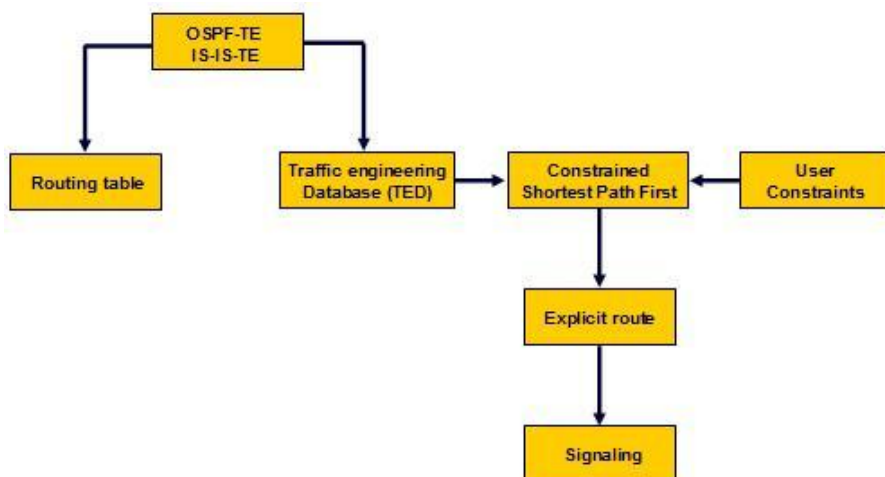 OSPF-TE
IS-IS-TE
Routing table
Traffic engineering
Database (TED)
Constrained
Shortest Path First
User
Constraints
Explicit route
Signaling